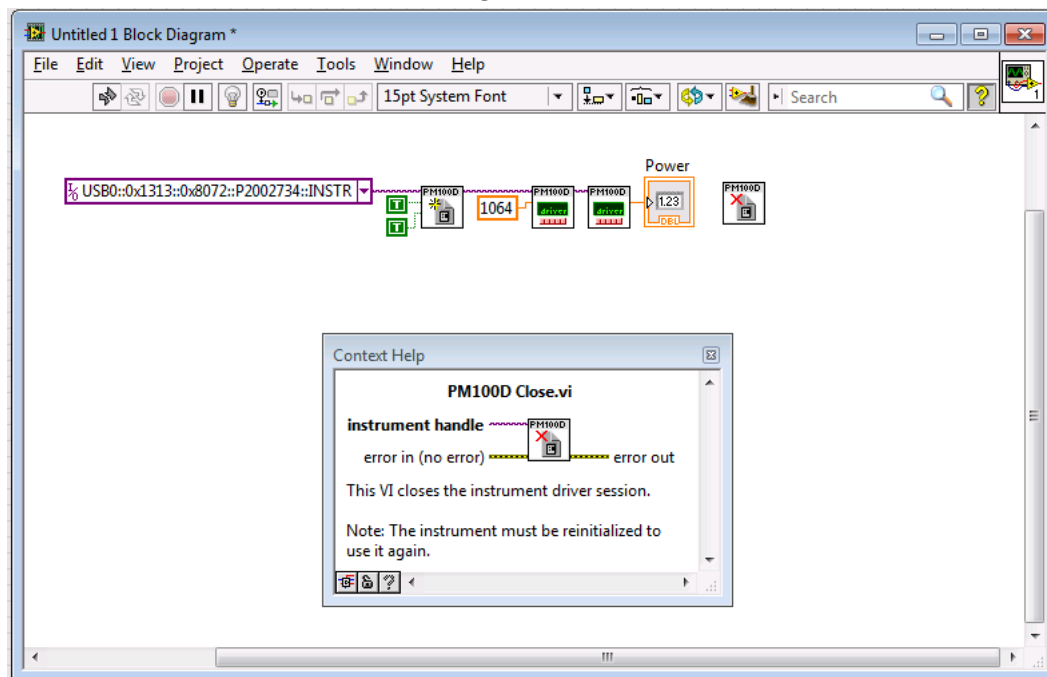 Untitled 1 Block Diagram *
File Edit View Project Operate Tools Window Help
15pt System Font
Search
1
Power
USB0::0x1313::0x8072::P2002734::INSTR
PM100D
PM100D
PM100D
PM100D
T
1064
driver
driver
1.23
T
DBL
Context Help
PM100D Close.vi
instrument handle
PM100D
error in (no error)
error out
This VI closes the instrument driver session.
Note: The instrument must be reinitialized to
use it again.